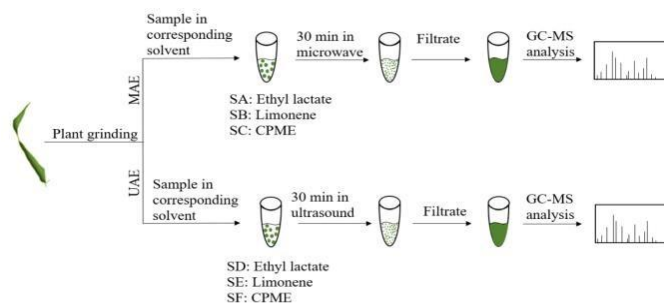 Plant grinding
MAE
Sample in
corresponding
solvent
SA: Ethyl lactate
SB: Limonene
SC: CPME
30 min in
microwave
Filtrate
GC-MS
analysis
UAE
Sample in
corresponding
solvent
SD: Ethyl lactate
SE: Limonene
SF: CPME
30 min in
ultrasound
Filtrate
GC-MS
analysis